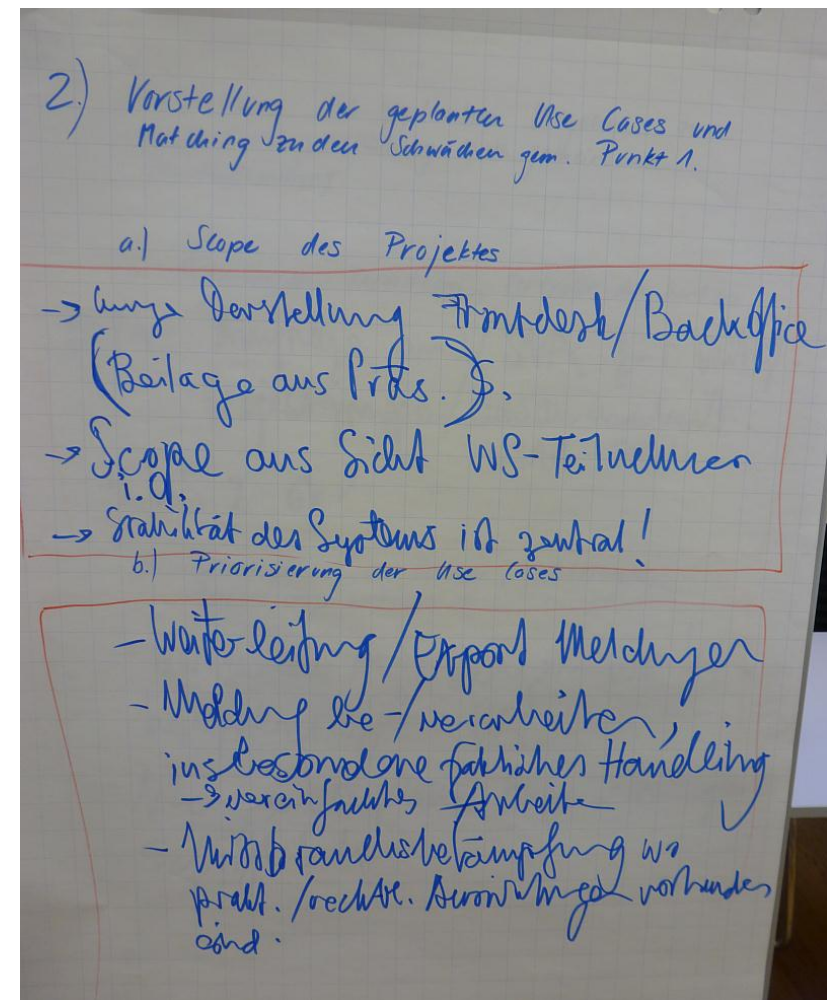 2.) Vorstellung der geplanten Use Cases und
Matching zu den Schwächen gem. Punkt 1.
a.) Scope des Projektes
→ Darstellung Frontdesk/Backoffice
(Beilage aus Präs.)
→ Scope aus Sicht WS-Teilnehmer
i.O.
→ Stabilität des Systems ist zentral!
b.) Priorisierung der Use Cases
- Weiterleitung/Export Meldungen
- Meldung be-/verarbeiten,
insbesondere Handling
→ vereinfachtes Arbeiten
- Missbrauchsbekämpfung wo
prakt./rechtl. Auswirkungen vorhanden
sind.